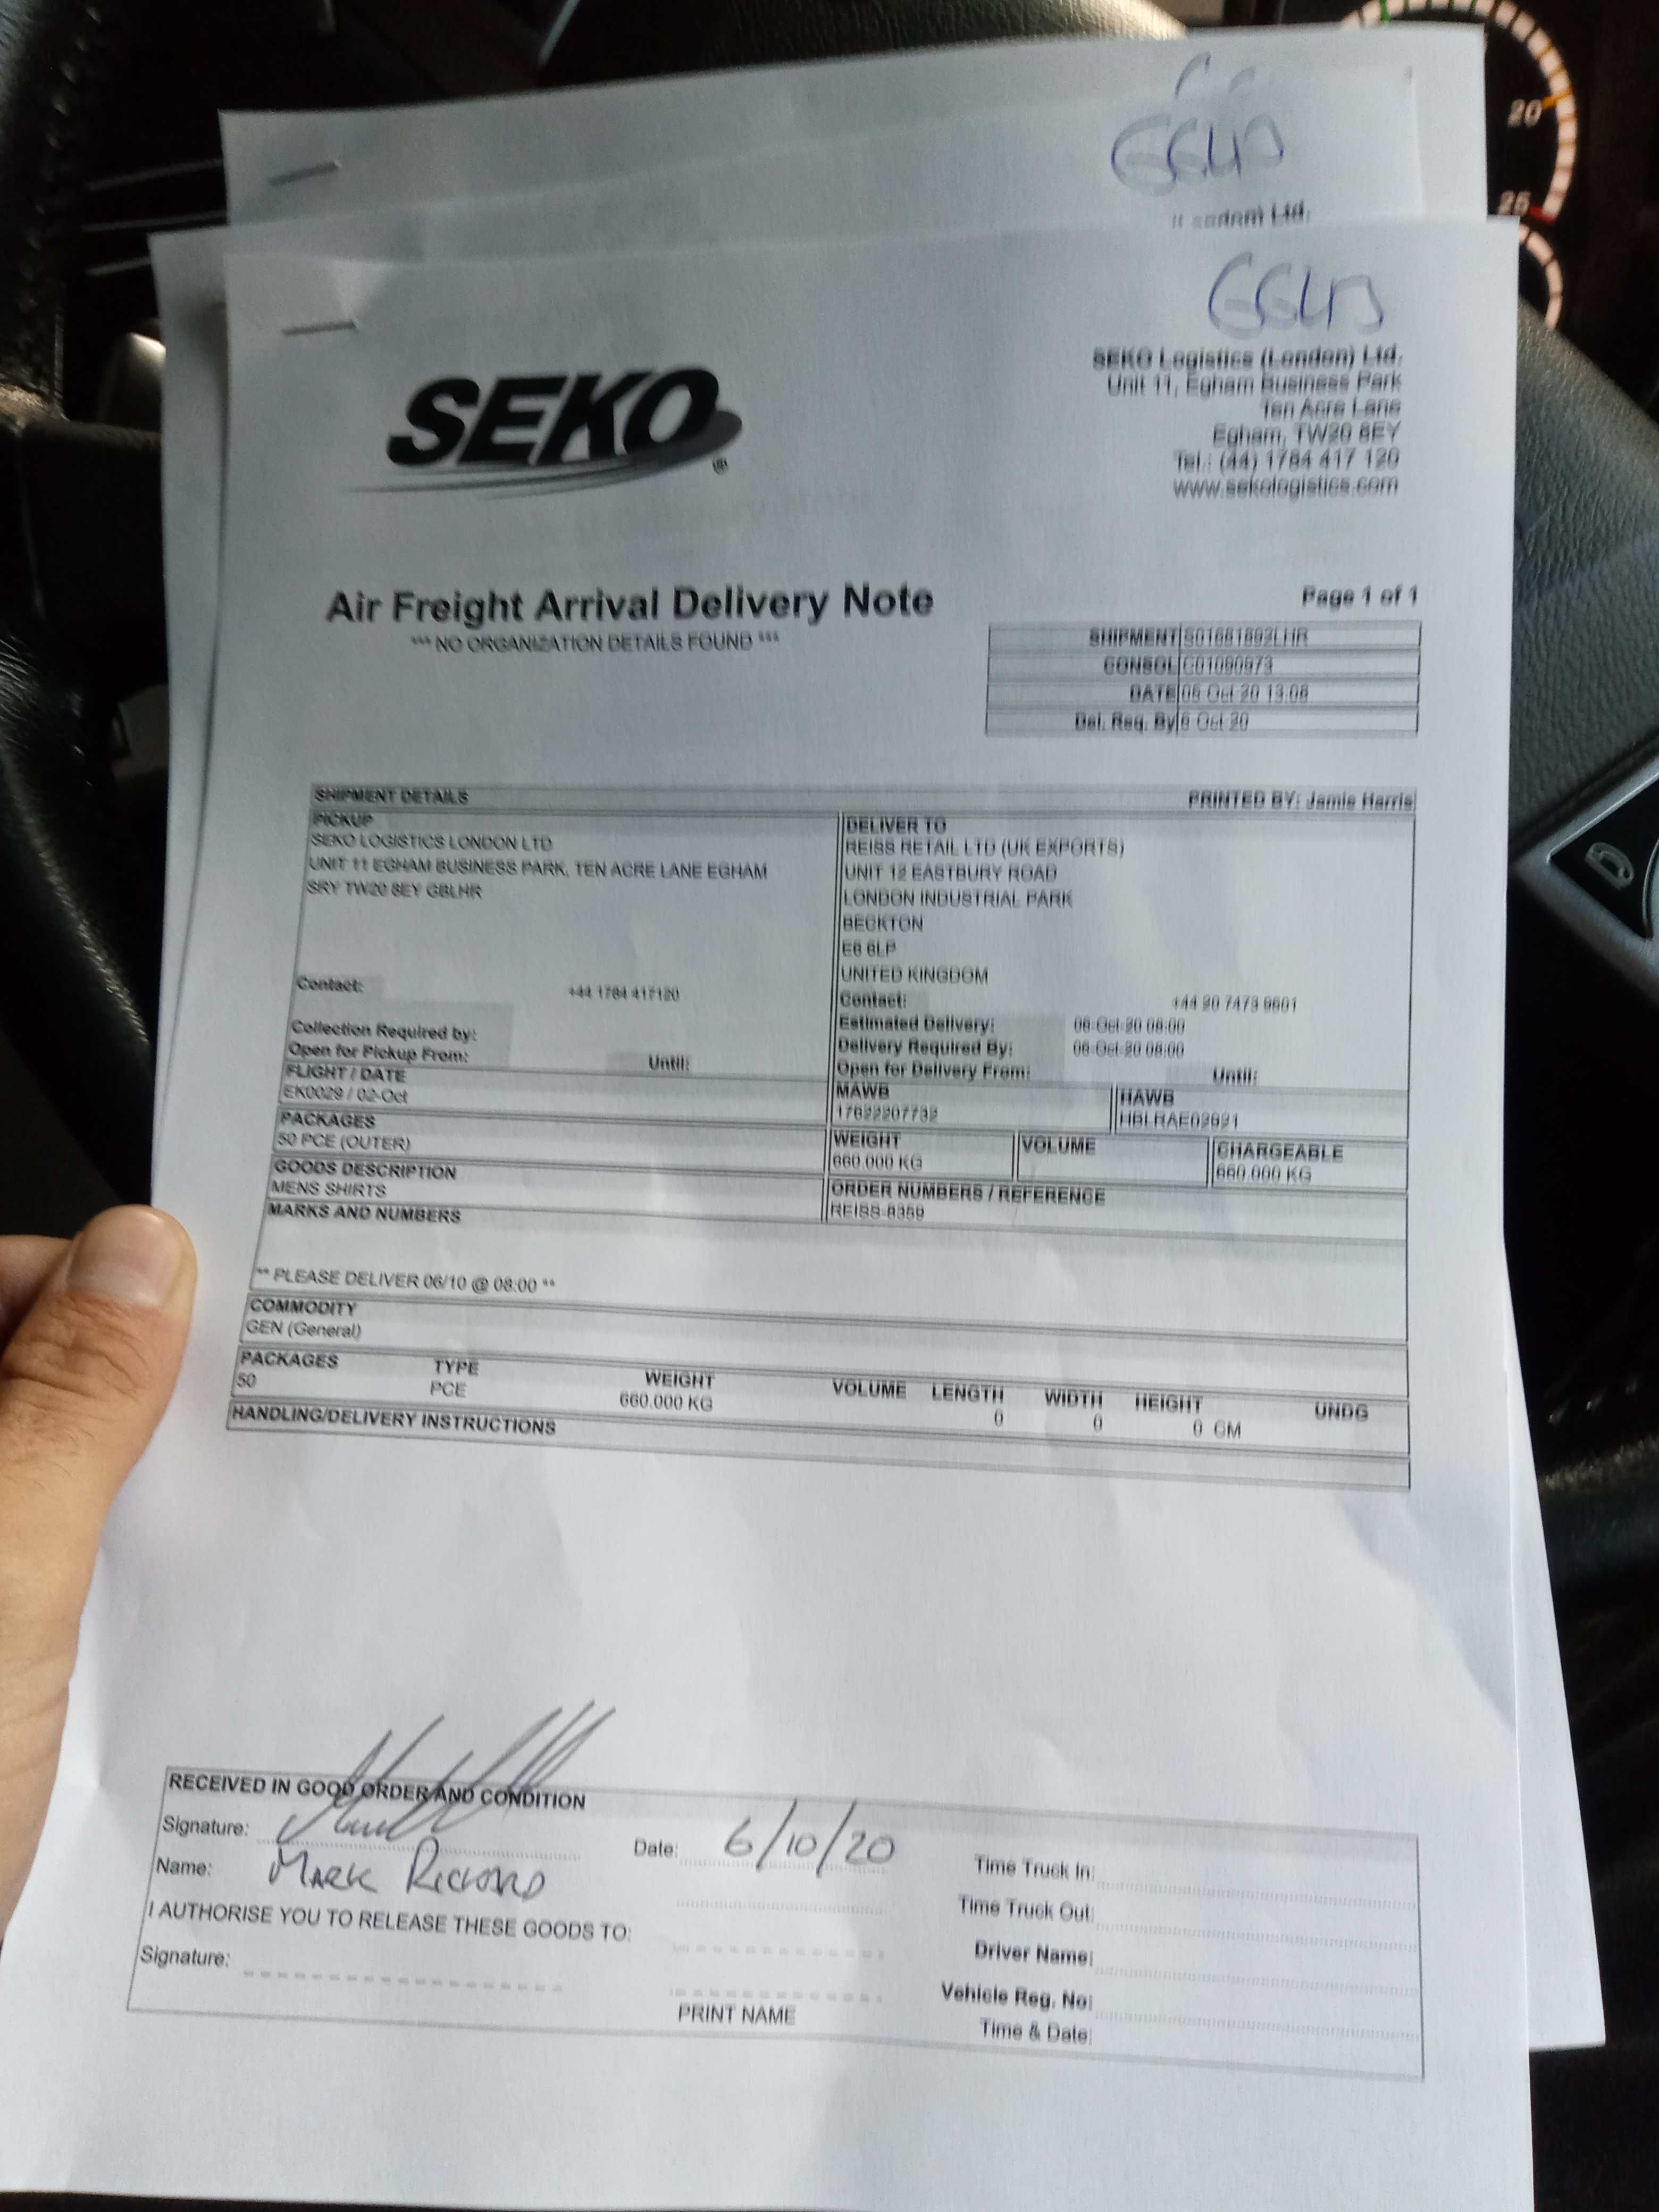 20
25
GG4S
(London) Ltd.
GG4S
SEKO
®
SEKO Logistics (London) Ltd.
Unit 11, Egham Business Park
Ten Acre Lane
Egham, TW20 8EY
Tel.: (44) 1784 417 120
www.sekologistics.com
Air Freight Arrival Delivery Note
*** NO ORGANIZATION DETAILS FOUND ***
Page 1 of 1
SHIPMENT S01681892LHR
CONSOL C01090973
DATE 05 Oct 20 13:08
Del. Req. By 6 Oct 20
SHIPMENT DETAILS
PRINTED BY: Jamie Harris
PICKUP
SEKO LOGISTICS LONDON LTD
UNIT 11 EGHAM BUSINESS PARK, TEN ACRE LANE EGHAM
SRY TW20 8EY GBLHR
Contact: +44 1784 417120
Collection Required by:
Open for Pickup From: Until:
DELIVER TO
REISS RETAIL LTD (UK EXPORTS)
UNIT 12 EASTBURY ROAD
LONDON INDUSTRIAL PARK
BECKTON
E6 6LP
UNITED KINGDOM
Contact: +44 20 7473 9601
Estimated Delivery: 06-Oct-20 08:00
Delivery Required By: 06-Oct-20 08:00
Open for Delivery From: Until:
FLIGHT / DATE
EK0029 / 02-Oct
MAWB
17622207732
HAWB
PACKAGES
50 PCE (OUTER)
WEIGHT
660.000 KG
VOLUME
CHARGEABLE
660.000 KG
GOODS DESCRIPTION
MENS SHIRTS
ORDER NUMBERS / REFERENCE
REISS-8359
MARKS AND NUMBERS
** PLEASE DELIVER 06/10 @ 08:00 **
COMMODITY
GEN (General)
PACKAGES TYPE WEIGHT VOLUME LENGTH WIDTH HEIGHT UNDG
50 PCE 660.000 KG 0 0 0 CM
HANDLING/DELIVERY INSTRUCTIONS
RECEIVED IN GOOD ORDER AND CONDITION
Signature:
Date: 6/10/20
Name: MARK RICKORD
I AUTHORISE YOU TO RELEASE THESE GOODS TO:
Signature:
PRINT NAME
Time Truck In:
Time Truck Out:
Driver Name:
Vehicle Reg. No:
Time & Date: